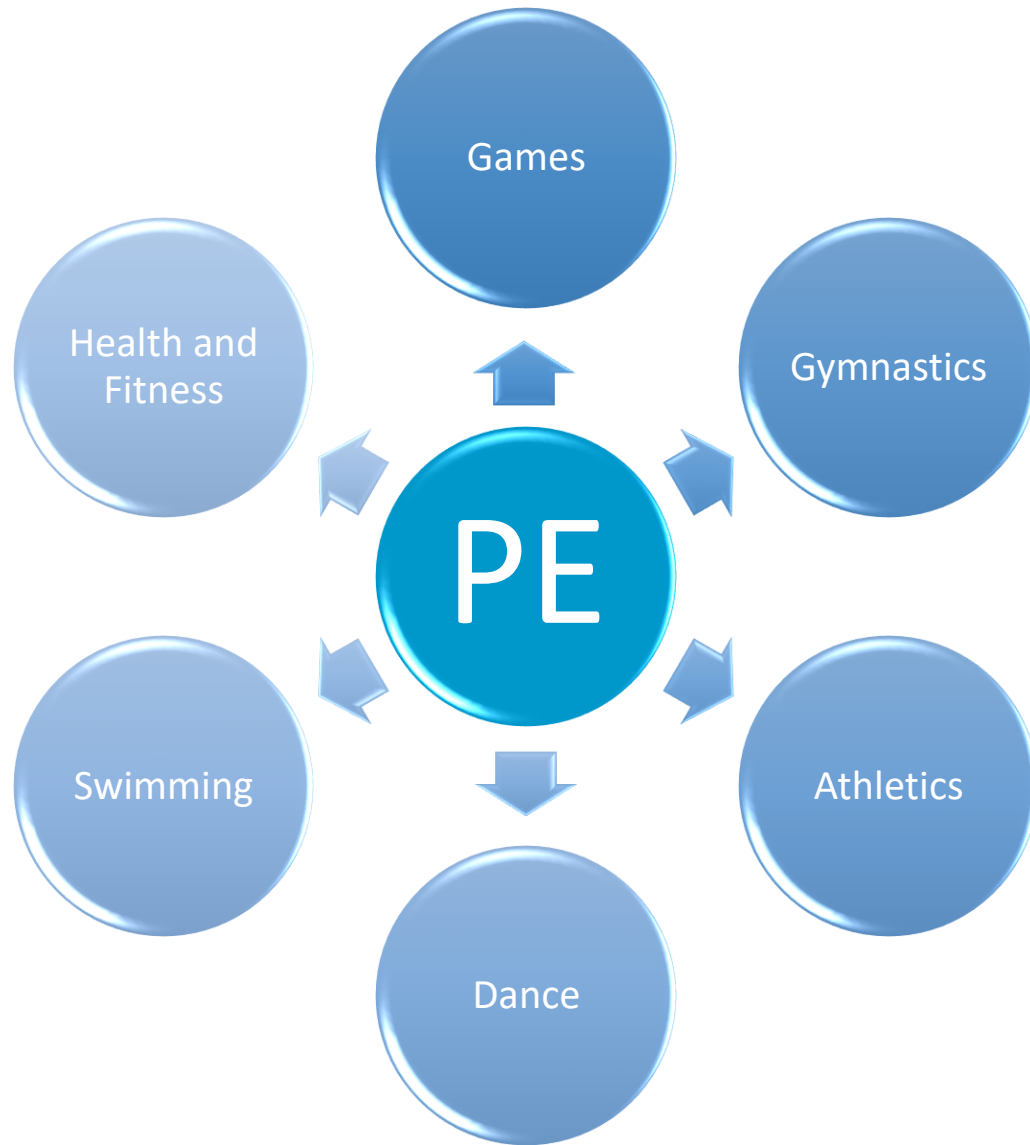 Games
Health and
Fitness
Gymnastics
PE
Swimming
Athletics
Dance